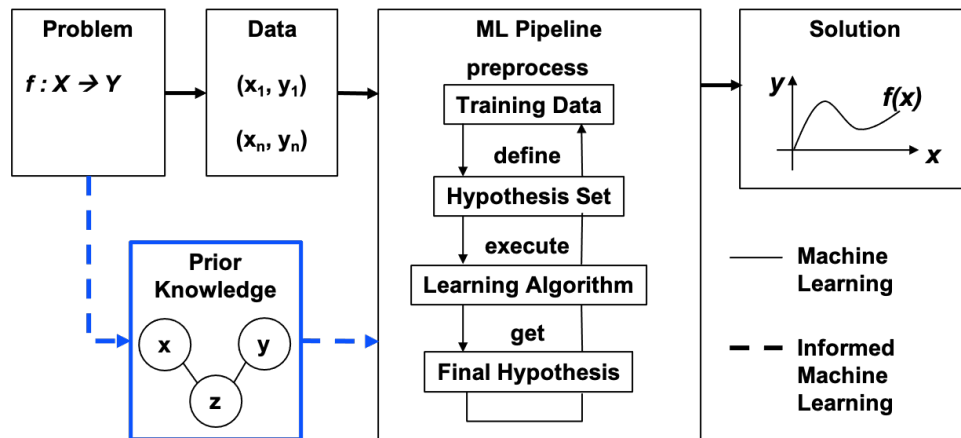 Problem
f : X → Y
Data
(x₁, y₁)
(xₙ, yₙ)
ML Pipeline
preprocess
Training Data
define
Hypothesis Set
execute
Learning Algorithm
get
Final Hypothesis
Solution
y
f(x)
x
Prior
Knowledge
x
y
z
Machine
Learning
Informed
Machine
Learning